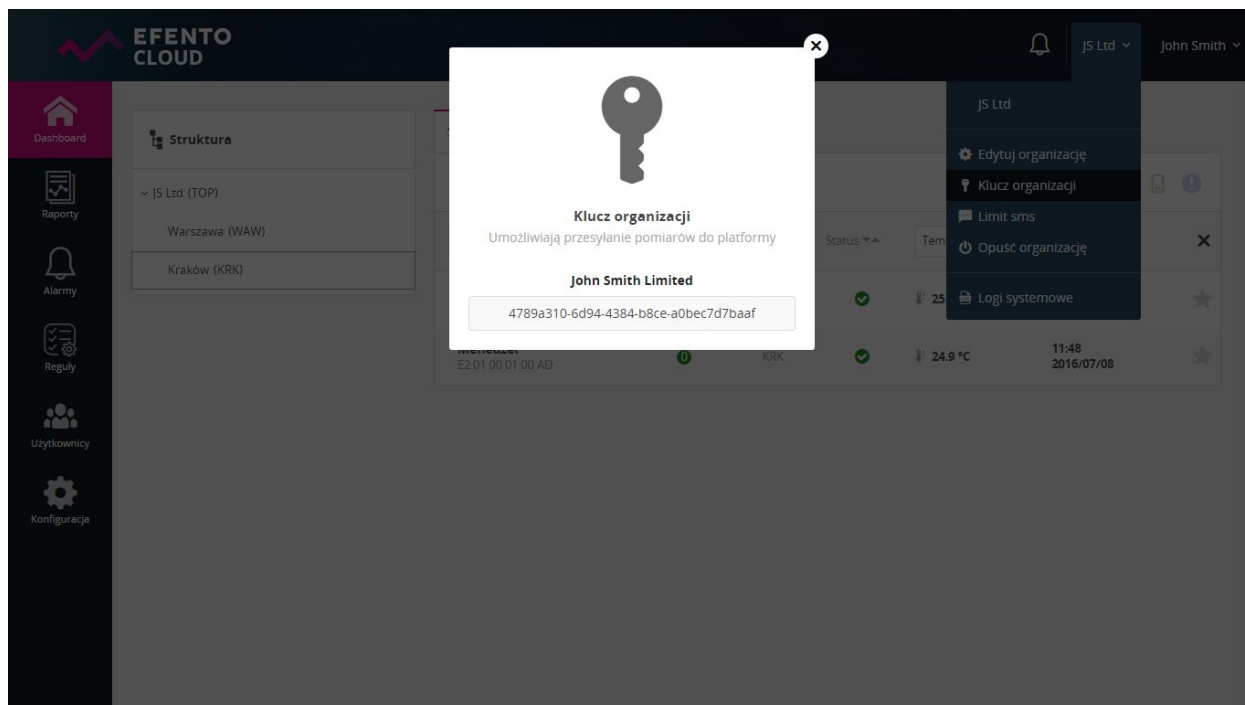 EFENTO
CLOUD
JS Ltd
John Smith
Dashboard
Raporty
Alarmy
Reguły
Użytkownicy
Konfiguracja
Struktura
JS Ltd (TOP)
Warszawa (WAW)
Kraków (KRK)
Klucz organizacji
Umożliwiają przesyłanie pomiarów do platformy
John Smith Limited
4789a310-6d94-4384-b8ce-a0bec7d7baaf
JS Ltd
Edytuj organizację
Klucz organizacji
Limit sms
Opuść organizację
Logi systemowe
Status
Tem
25
E2 01 00 01 00 AD
0
KRK
24.9 °C
11:48
2016/07/08